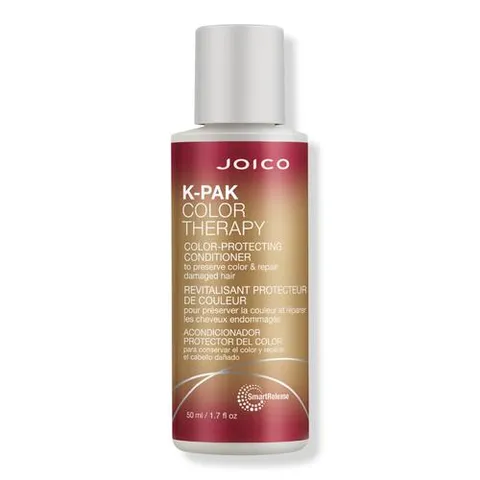 JOICO
K-PAK
COLOR
THERAPY™
COLOR-PROTECTING
CONDITIONER
to preserve color & repair
damaged hair
REVITALISANT PROTECTEUR
DE COULEUR
pour préserver la couleur et réparer
les cheveux endommagés
ACONDICIONADOR
PROTECTOR DEL COLOR
para conservar el color y reparar
el cabello dañado
SmartRelease
50 ml / 1.7 fl oz